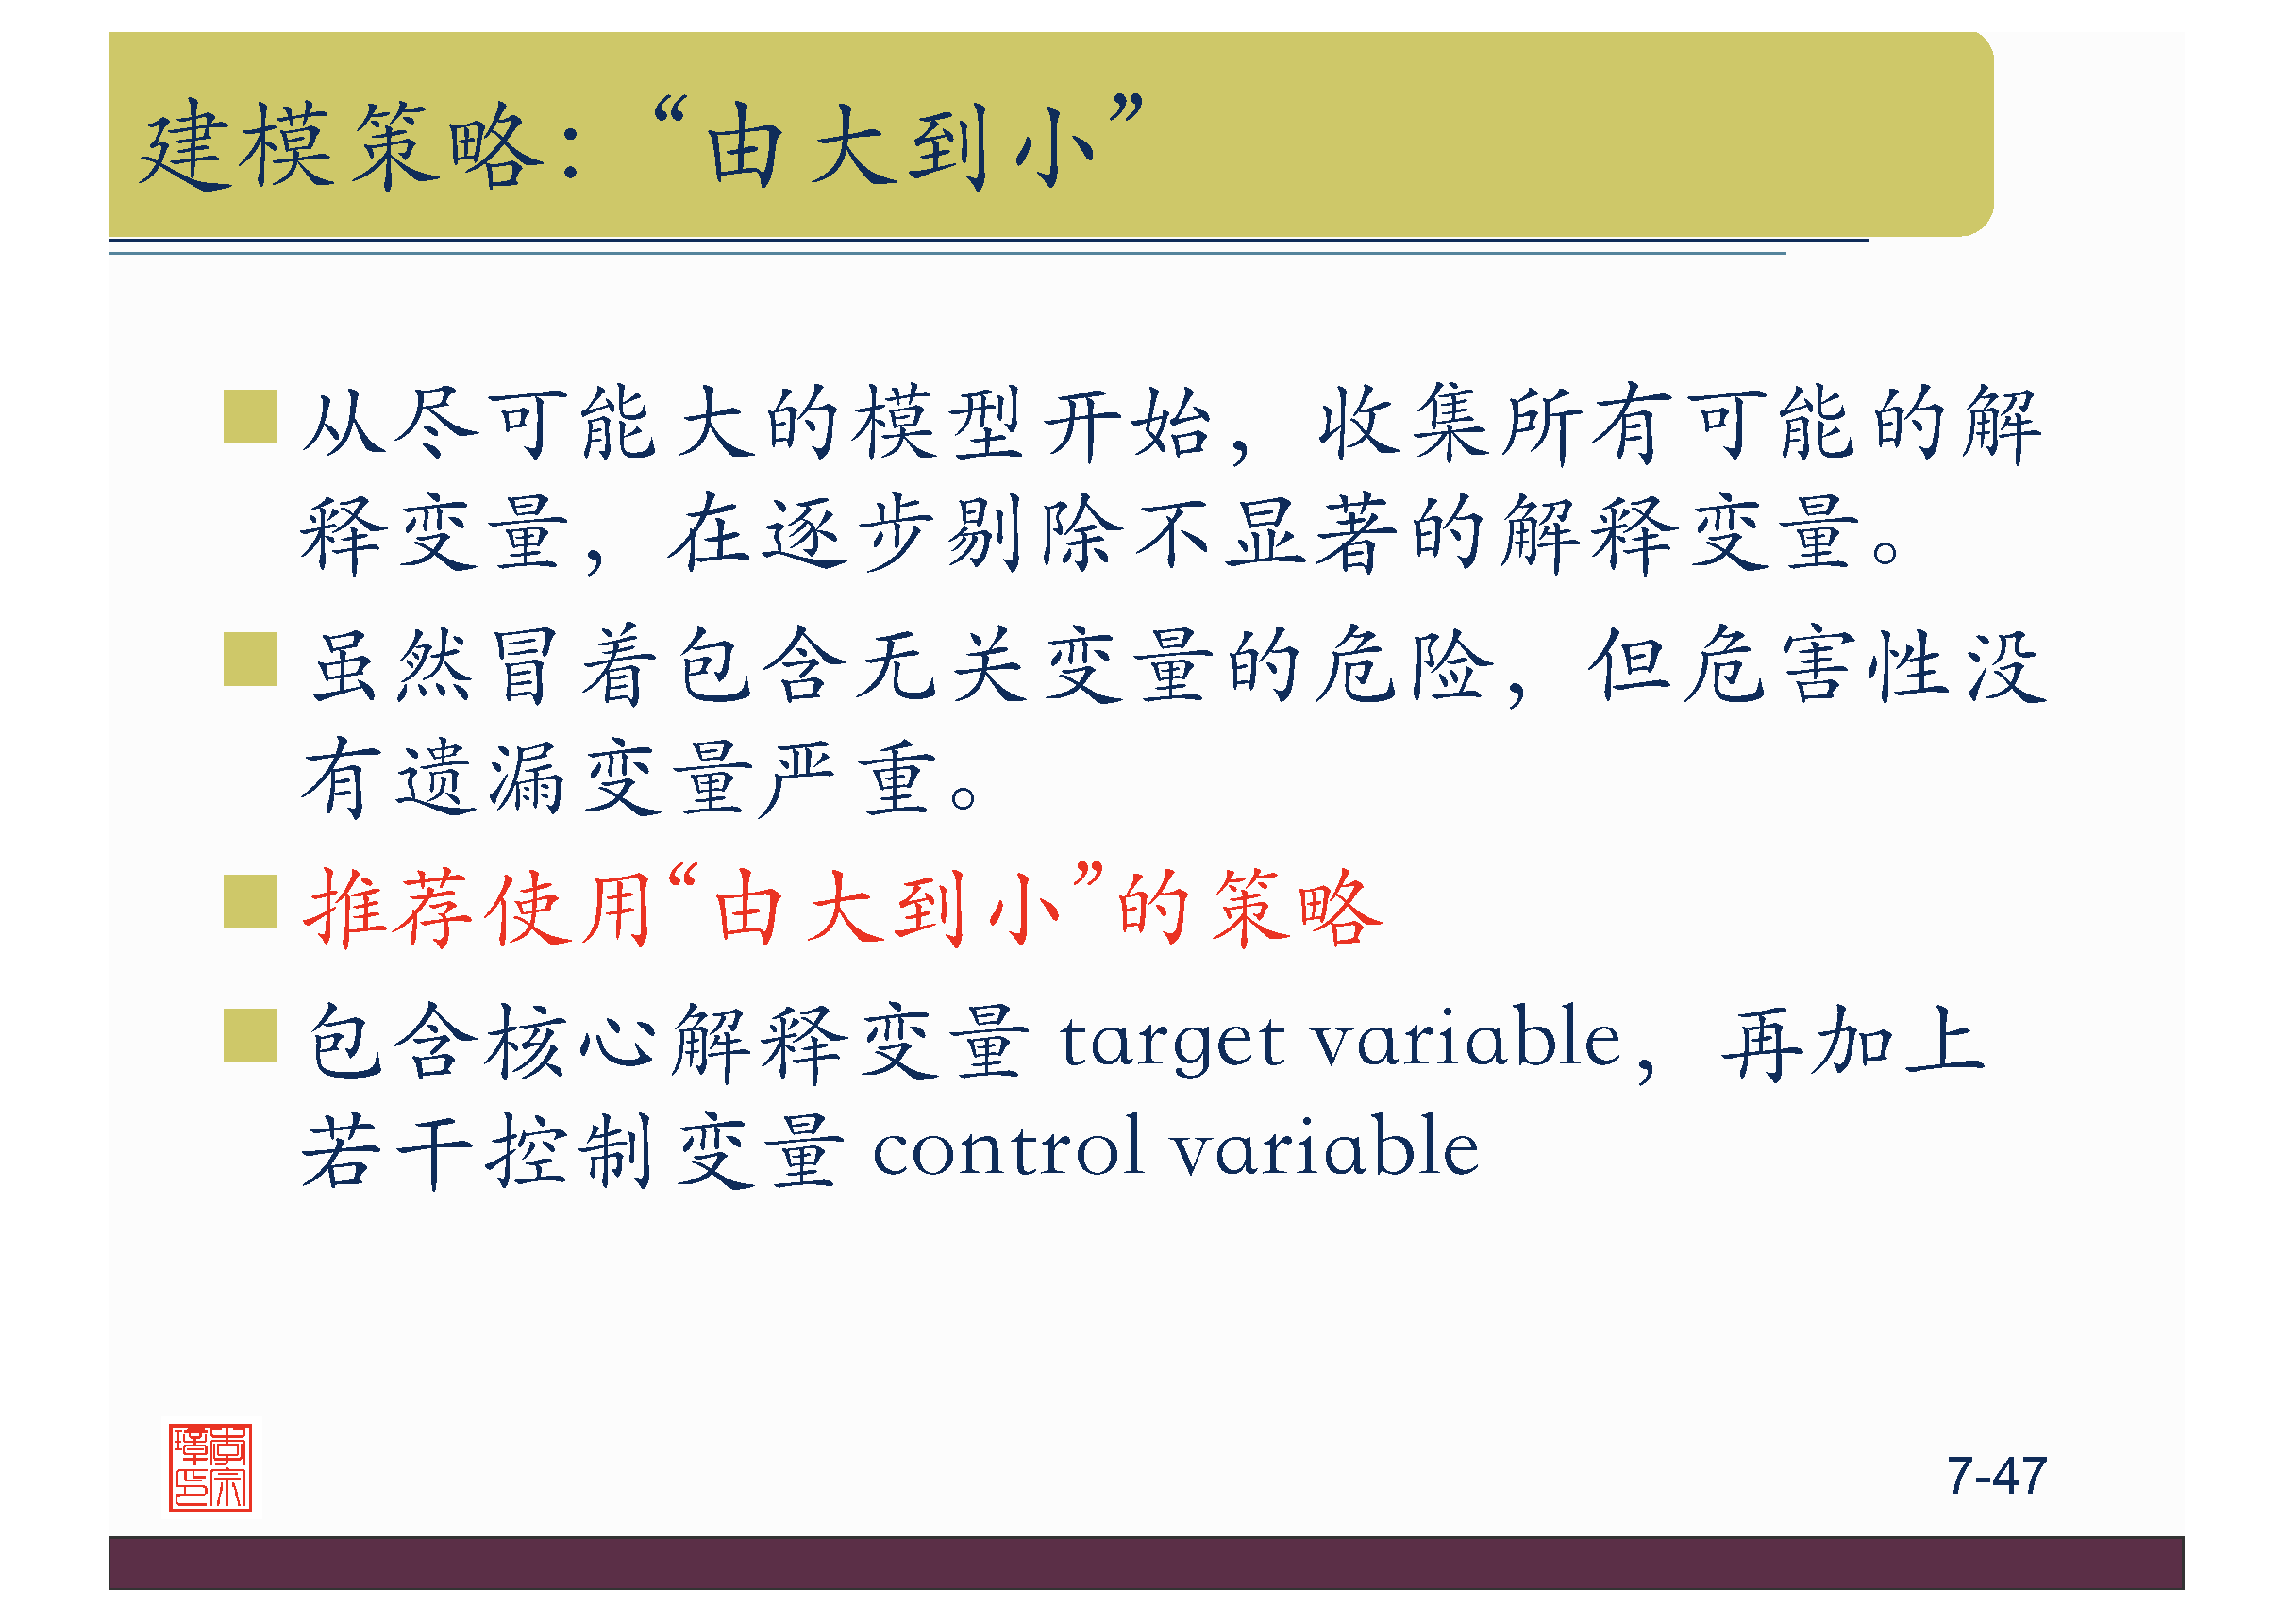 建模策略：“由大到小”
从尽可能大的模型开始，收集所有可能的解
释变量，在逐步剔除不显著的解释变量。
虽然冒着包含无关变量的危险，但危害性没
有遗漏变量严重。
推荐使用“由大到小”的策略
包含核心解释变量 target variable，再加上
若干控制变量 control variable
李宗璋印
7-47